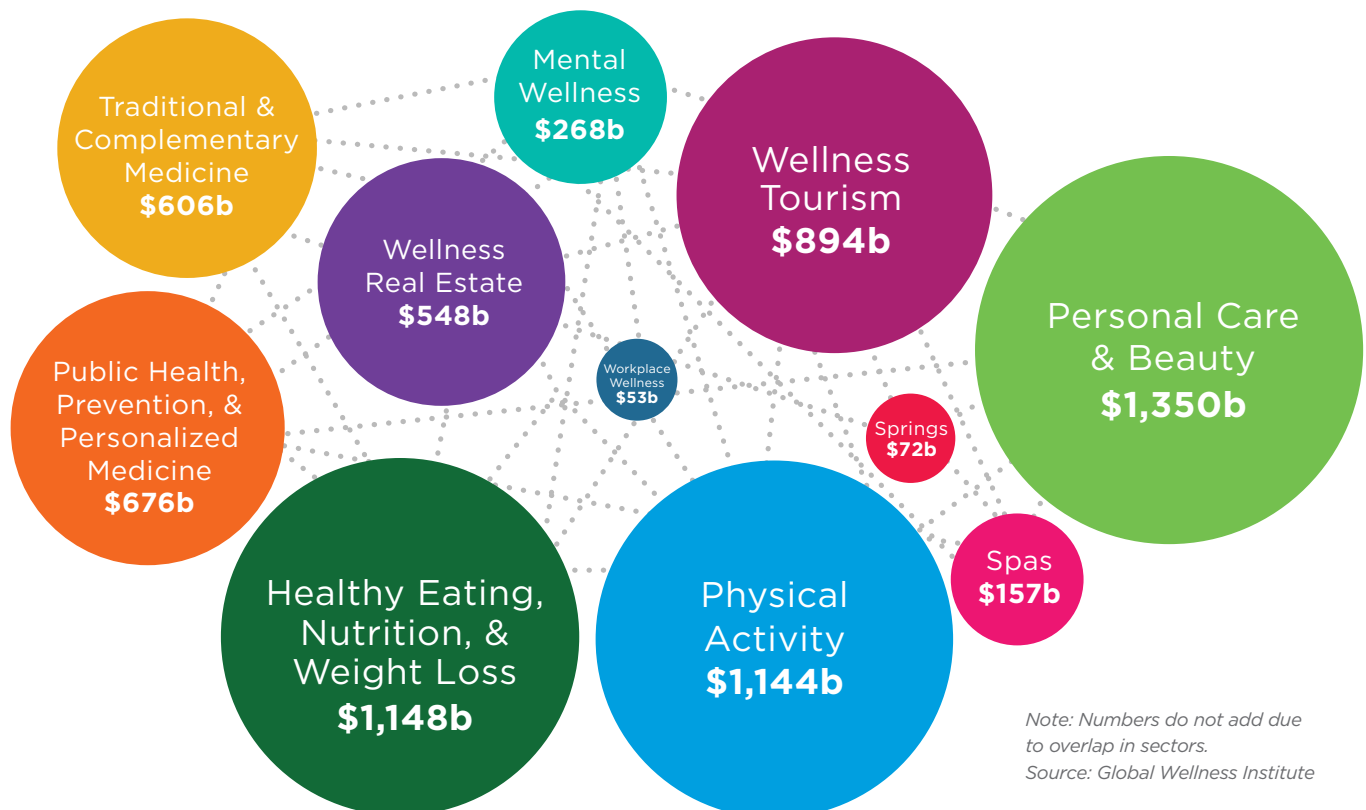 Mental
Wellness
$268b
Traditional &
Complementary
Medicine
$606b
Wellness
Tourism
$894b
Wellness
Real Estate
$548b
Personal Care
& Beauty
$1,350b
Public Health,
Prevention, &
Personalized
Medicine
$676b
Workplace
Wellness
$53b
Springs
$72b
Healthy Eating,
Nutrition, &
Weight Loss
$1,148b
Physical
Activity
$1,144b
Spas
$157b
Note: Numbers do not add due
to overlap in sectors.
Source: Global Wellness Institute